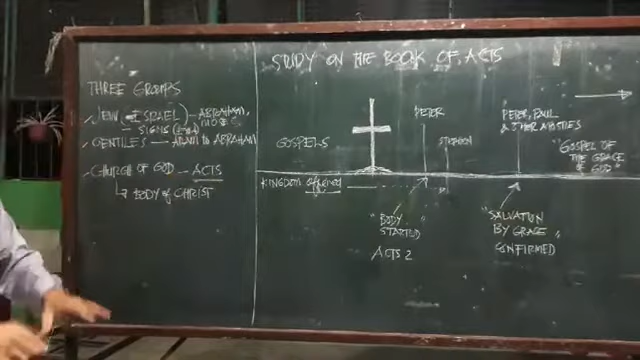 STUDY ON THE BOOK OF ACTS
THREE GROUPS
JEW (ISRAEL) — ABRAHAM,
MOSES
— SIGNS
GENTILES — ADAM TO ABRAHAM
CHURCH OF GOD — ACTS
BODY OF CHRIST
GOSPELS
KINGDOM offered
PETER
STEPHEN
PETER, PAUL
& OTHER APOSTLES
"GOSPEL OF
THE GRACE
OF GOD"
"BODY
STARTED"
ACTS 2
"SALVATION
BY GRACE"
CONFIRMED